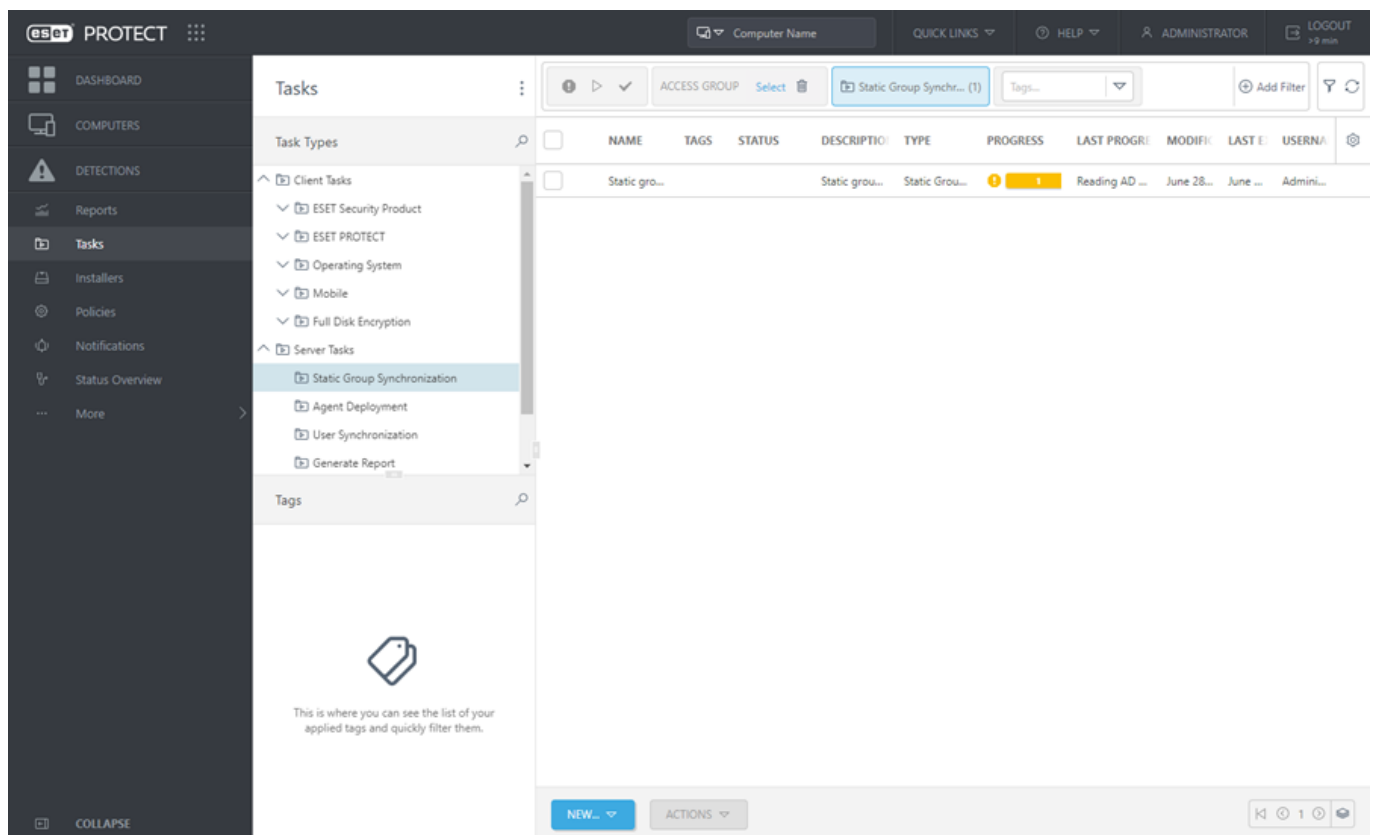 eset PROTECT
Computer Name
QUICK LINKS
HELP
ADMINISTRATOR
LOGOUT
>9 min
DASHBOARD
COMPUTERS
DETECTIONS
Reports
Tasks
Installers
Policies
Notifications
Status Overview
More
COLLAPSE
Tasks
Task Types
Client Tasks
ESET Security Product
ESET PROTECT
Operating System
Mobile
Full Disk Encryption
Server Tasks
Static Group Synchronization
Agent Deployment
User Synchronization
Generate Report
Tags
This is where you can see the list of your
applied tags and quickly filter them.
ACCESS GROUP Select
Static Group Synchr... (1)
Tags...
Add Filter
NAME TAGS STATUS DESCRIPTIO TYPE PROGRESS LAST PROGRE MODIFIC LAST E USERNA
Static gro... Static grou... Static Grou... 1 Reading AD ... June 28... June ... Admini...
NEW... ACTIONS
1